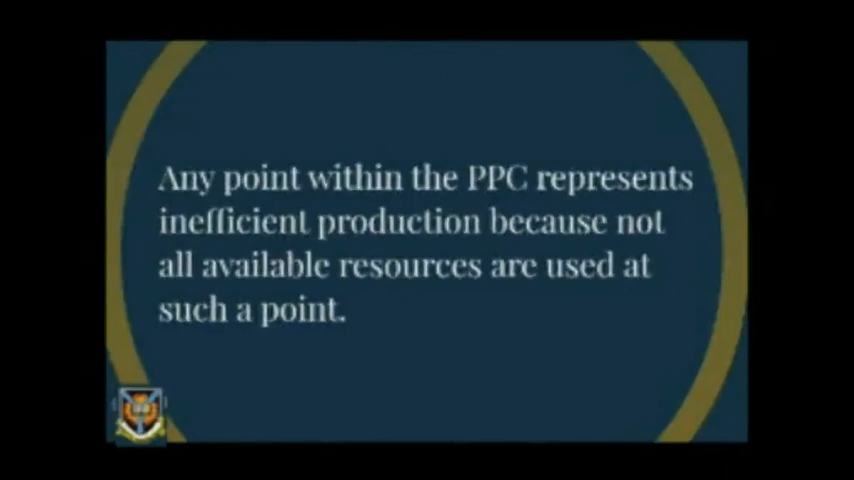 Any point within the PPC represents
inefficient production because not
all available resources are used at
such a point.